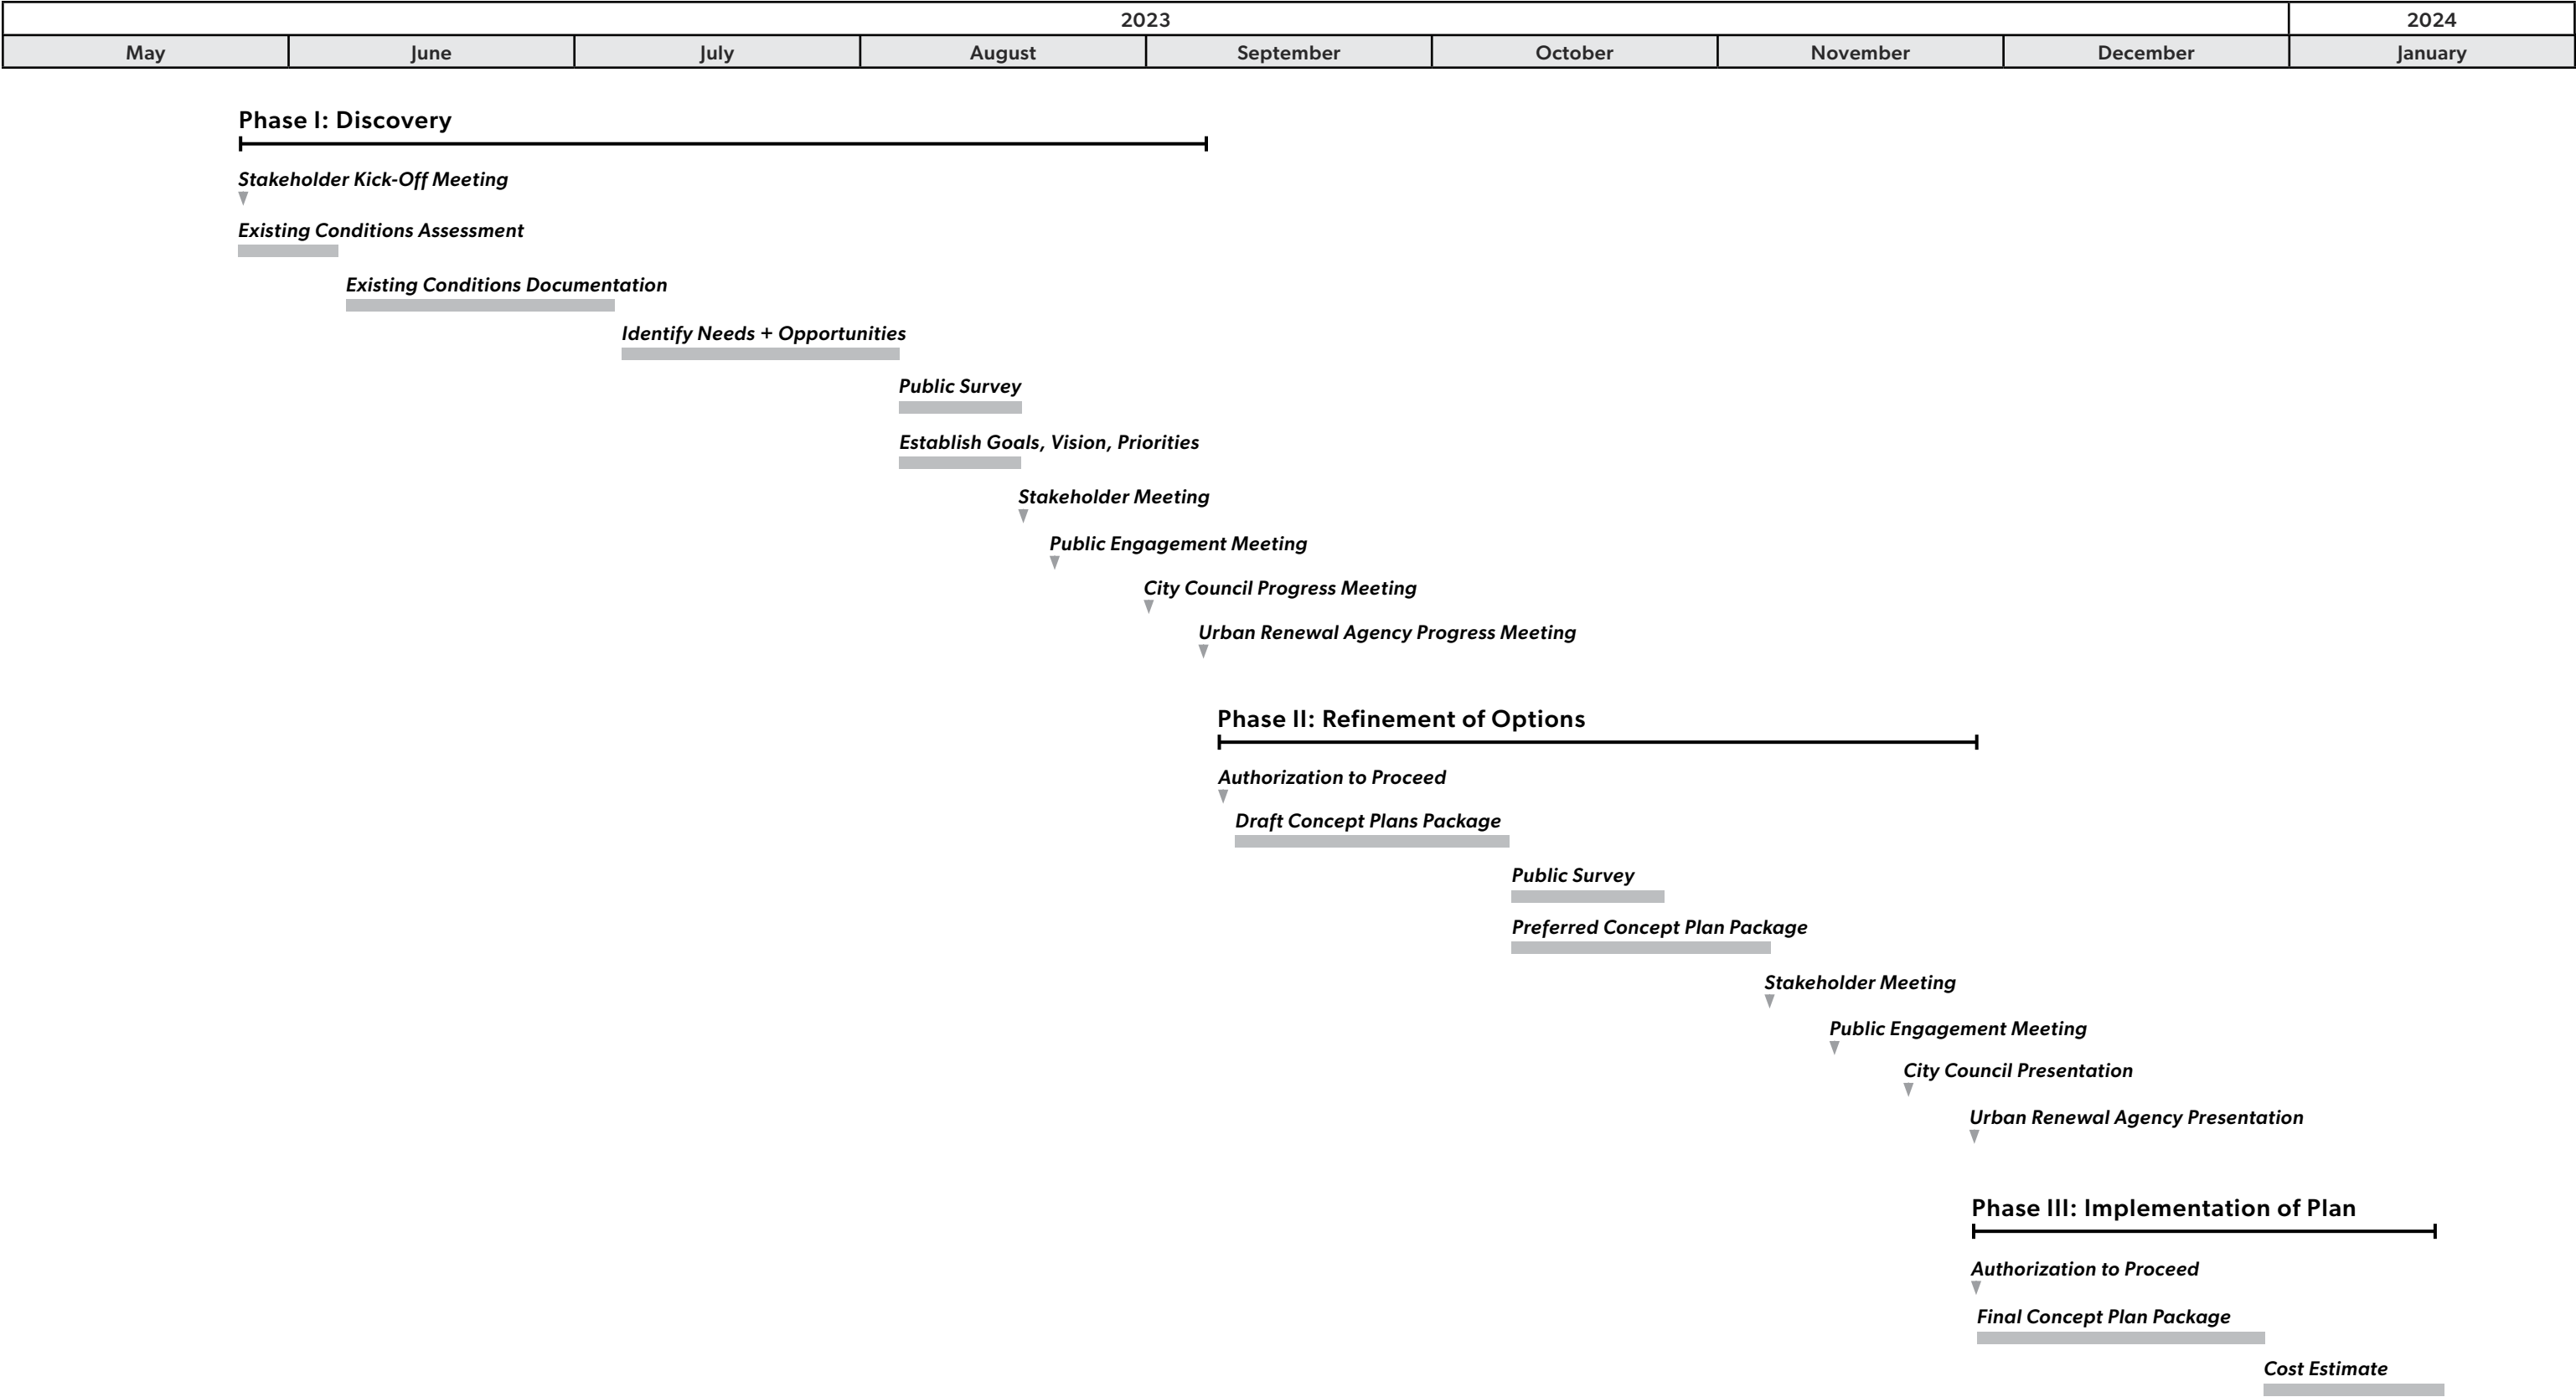 2023
2024
May
June
July
August
September
October
November
December
January
Phase I: Discovery
Stakeholder Kick-Off Meeting
Existing Conditions Assessment
Existing Conditions Documentation
Identify Needs + Opportunities
Public Survey
Establish Goals, Vision, Priorities
Stakeholder Meeting
Public Engagement Meeting
City Council Progress Meeting
Urban Renewal Agency Progress Meeting
Phase II: Refinement of Options
Authorization to Proceed
Draft Concept Plans Package
Public Survey
Preferred Concept Plan Package
Stakeholder Meeting
Public Engagement Meeting
City Council Presentation
Urban Renewal Agency Presentation
Phase III: Implementation of Plan
Authorization to Proceed
Final Concept Plan Package
Cost Estimate